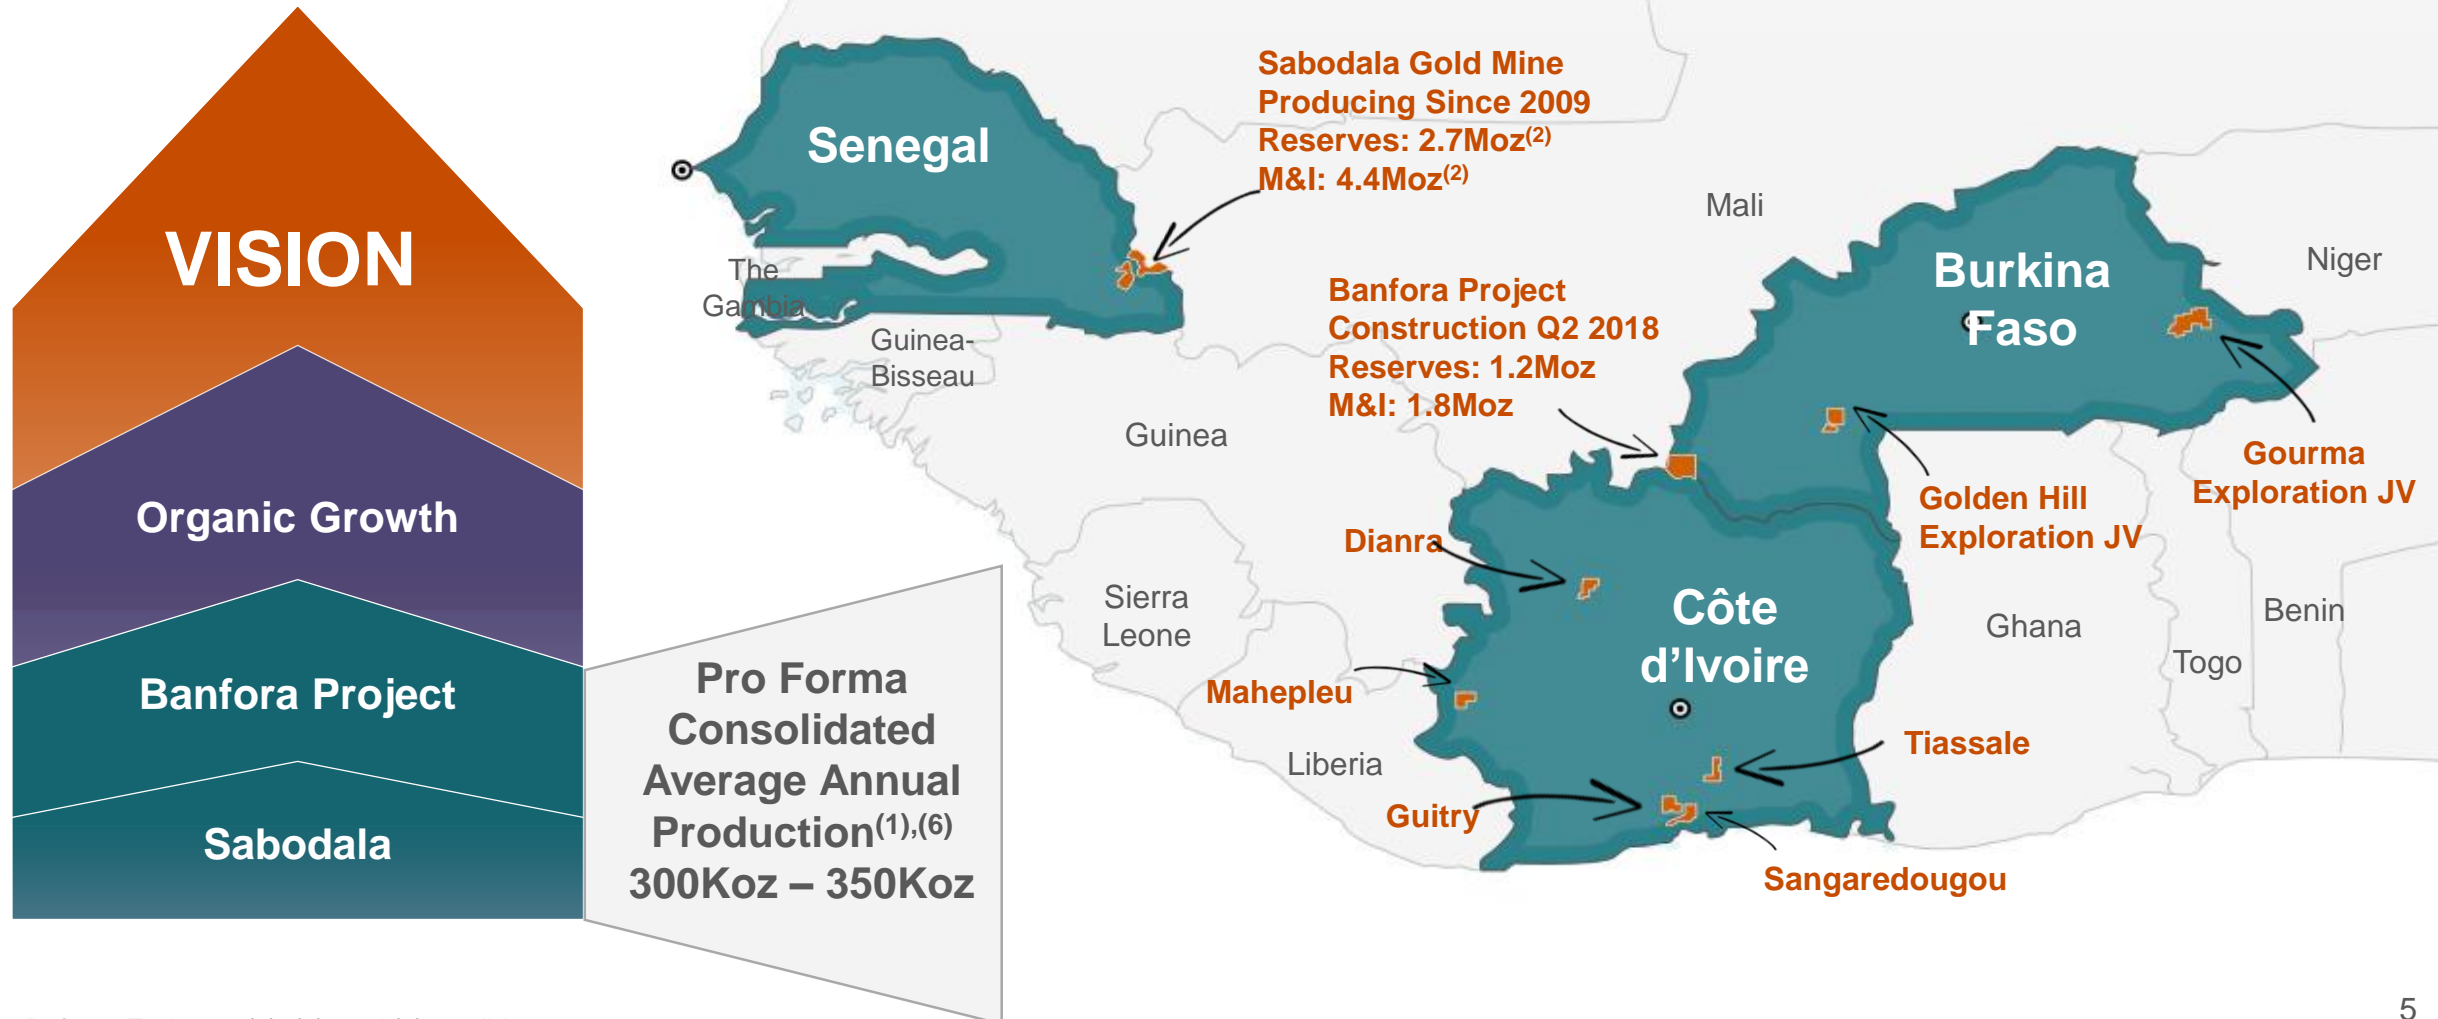 VISION
Organic Growth
Banfora Project
Sabodala
Pro Forma
Consolidated
Average Annual
Production(1),(6)
300Koz – 350Koz
Senegal
Sabodala Gold Mine
Producing Since 2009
Reserves: 2.7Moz(2)
M&I: 4.4Moz(2)
The
Gambia
Guinea-
Bisseau
Guinea
Sierra
Leone
Liberia
Mali
Banfora Project
Construction Q2 2018
Reserves: 1.2Moz
M&I: 1.8Moz
Burkina
Faso
Niger
Gourma
Exploration JV
Golden Hill
Exploration JV
Dianra
Côte
d’Ivoire
Mahepleu
Guitry
Tiassale
Sangaredougou
Ghana
Togo
Benin
5